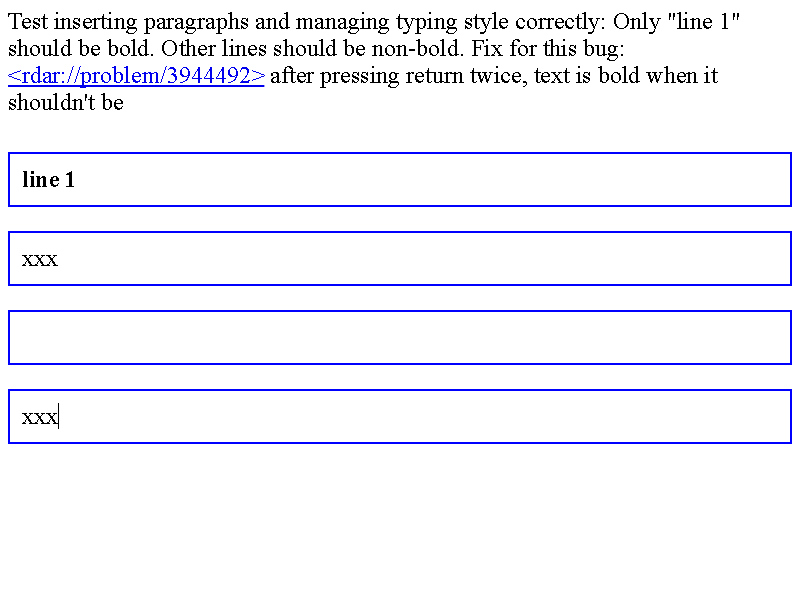 Test inserting paragraphs and managing typing style correctly: Only "line 1"
should be bold. Other lines should be non-bold. Fix for this bug:
<rdar://problem/3944492> after pressing return twice, text is bold when it
shouldn't be
line 1
xxx
xxx